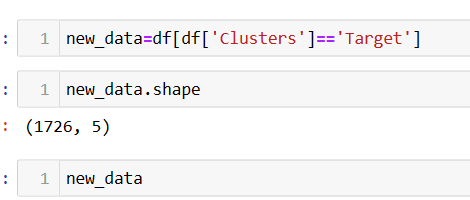 : 1 new_data=df[df['Clusters']=='Target']
: 1 new_data.shape
: (1726, 5)
: 1 new_data